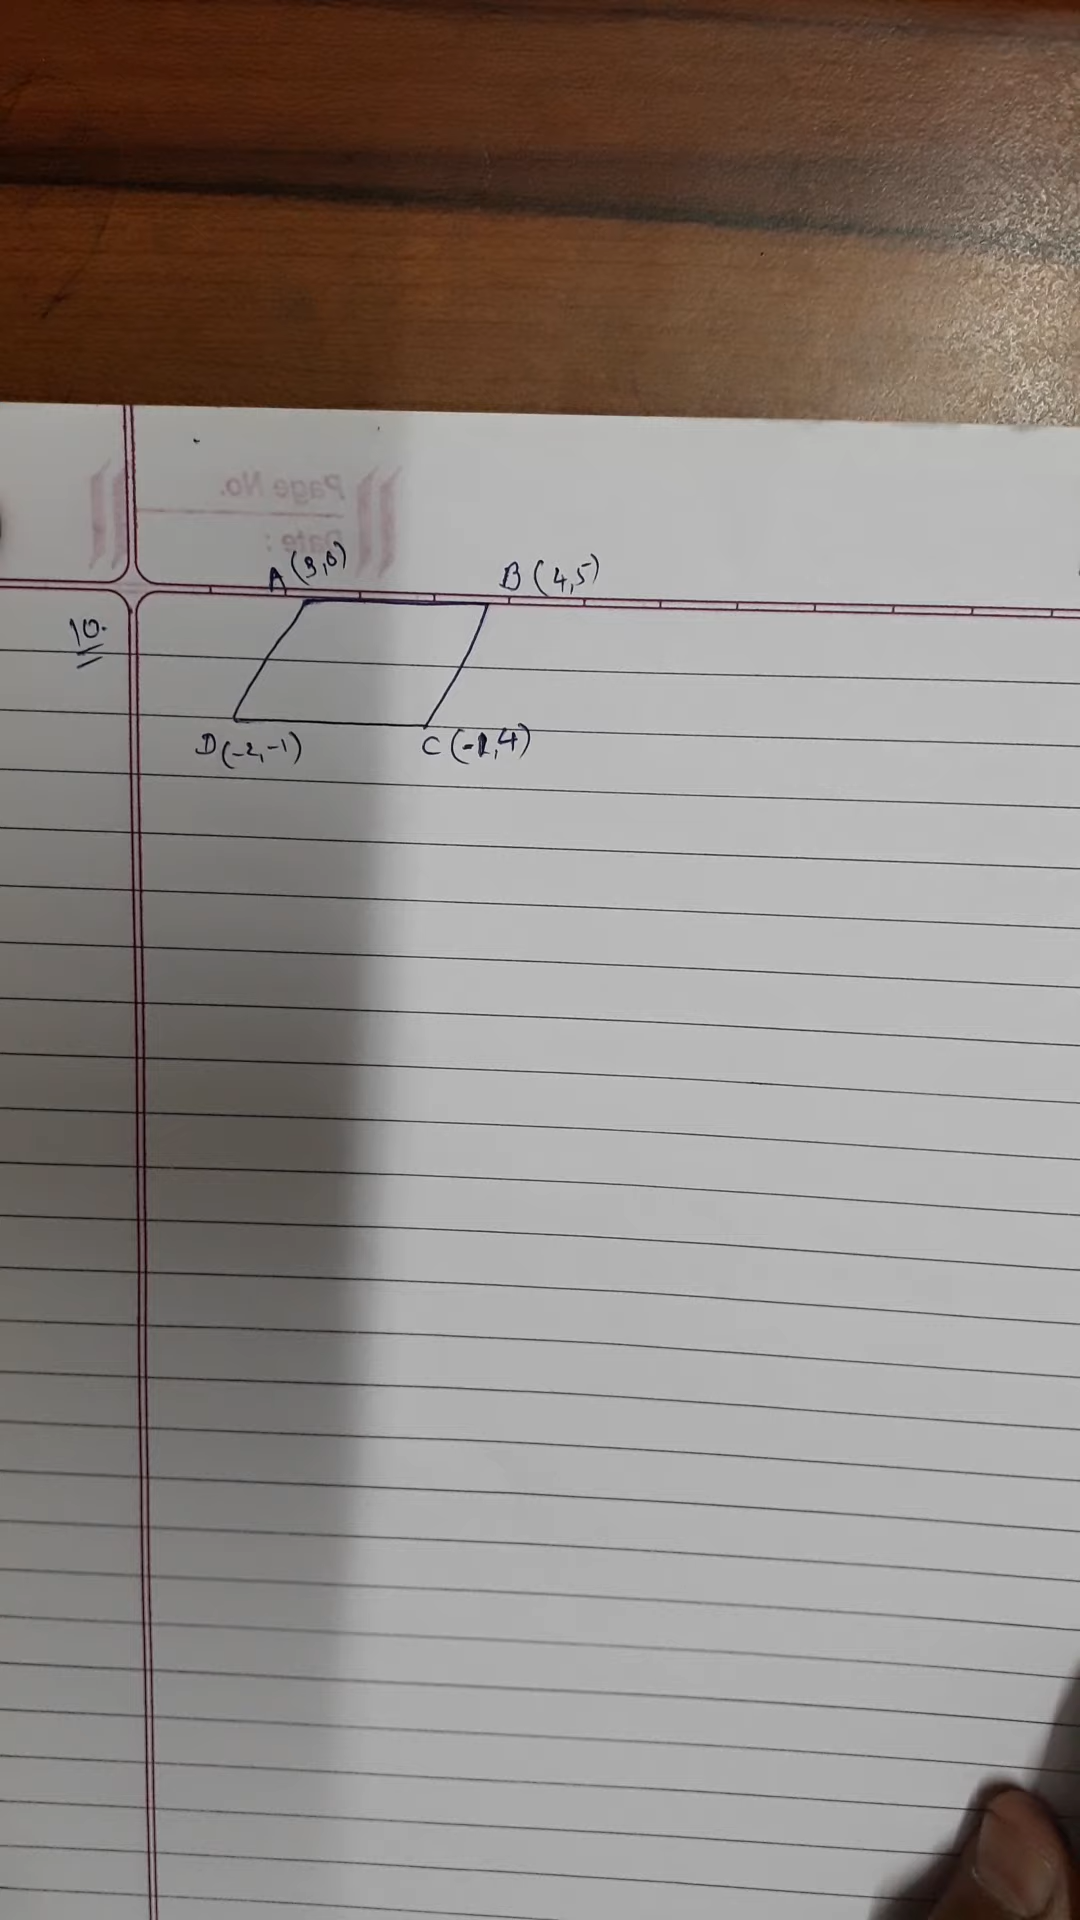 Page No.
Date :
A (3,0) B (4,5)
10.
D (-2,-1) C (-1,4)